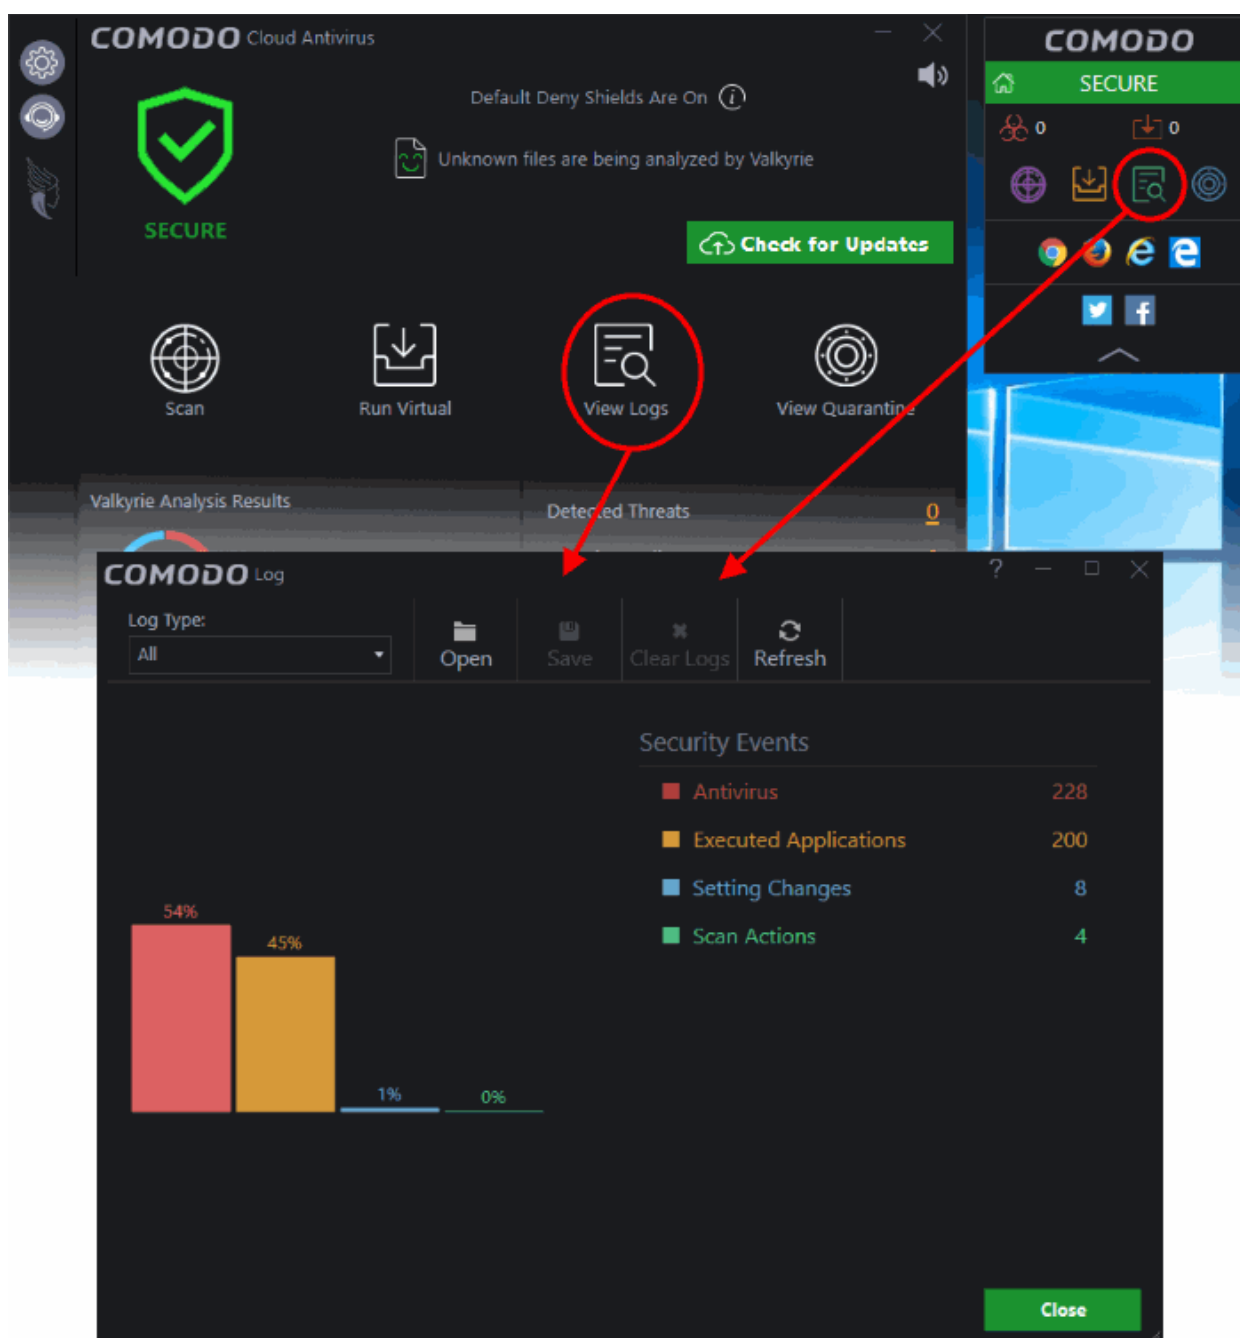 COMODO Cloud Antivirus
Default Deny Shields Are On
Unknown files are being analyzed by Valkyrie
SECURE
Check for Updates
Scan
Run Virtual
View Logs
View Quarantine
Valkyrie Analysis Results
Detected Threats 0
COMODO
SECURE
0 0
COMODO Log
?
Log Type:
All
Open
Save
Clear Logs
Refresh
Security Events
Antivirus 228
Executed Applications 200
Setting Changes 8
Scan Actions 4
54%
45%
1%
0%
Close